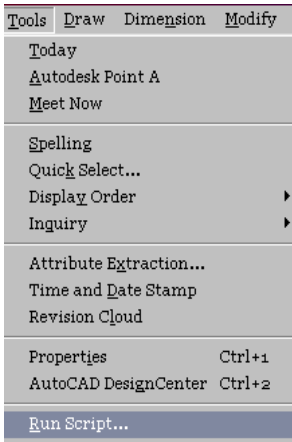 Tools Draw Dimension Modify
Today
Autodesk Point A
Meet Now
Spelling
Quick Select...
Display Order
Inquiry
Attribute Extraction...
Time and Date Stamp
Revision Cloud
Properties Ctrl+1
AutoCAD DesignCenter Ctrl+2
Run Script...